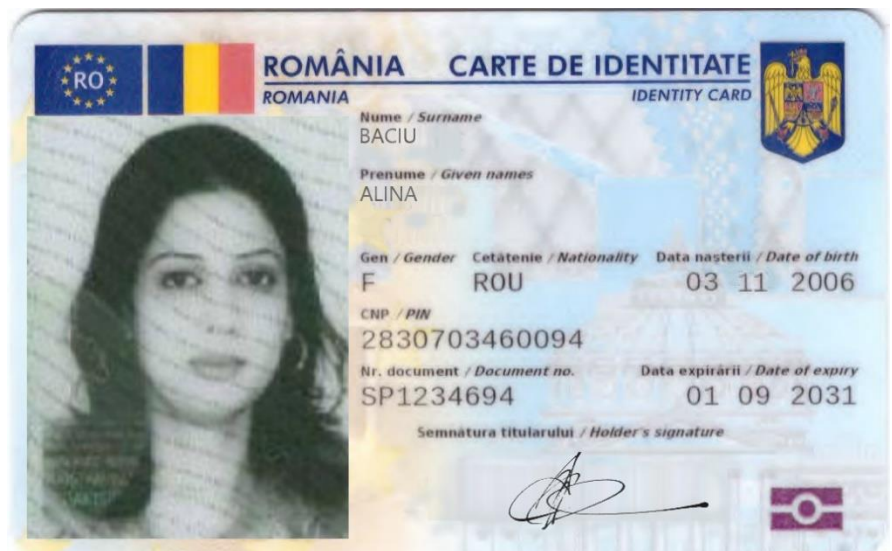 RO
ROMÂNIA CARTE DE IDENTITATE
ROMANIA IDENTITY CARD
Nume / Surname
BACIU
Prenume / Given names
ALINA
Gen / Gender Cetățenie / Nationality Data nașterii / Date of birth
F ROU 03 11 2006
CNP / PIN
2830703460094
Nr. document / Document no. Data expirării / Date of expiry
SP1234694 01 09 2031
Semnătura titularului / Holder's signature